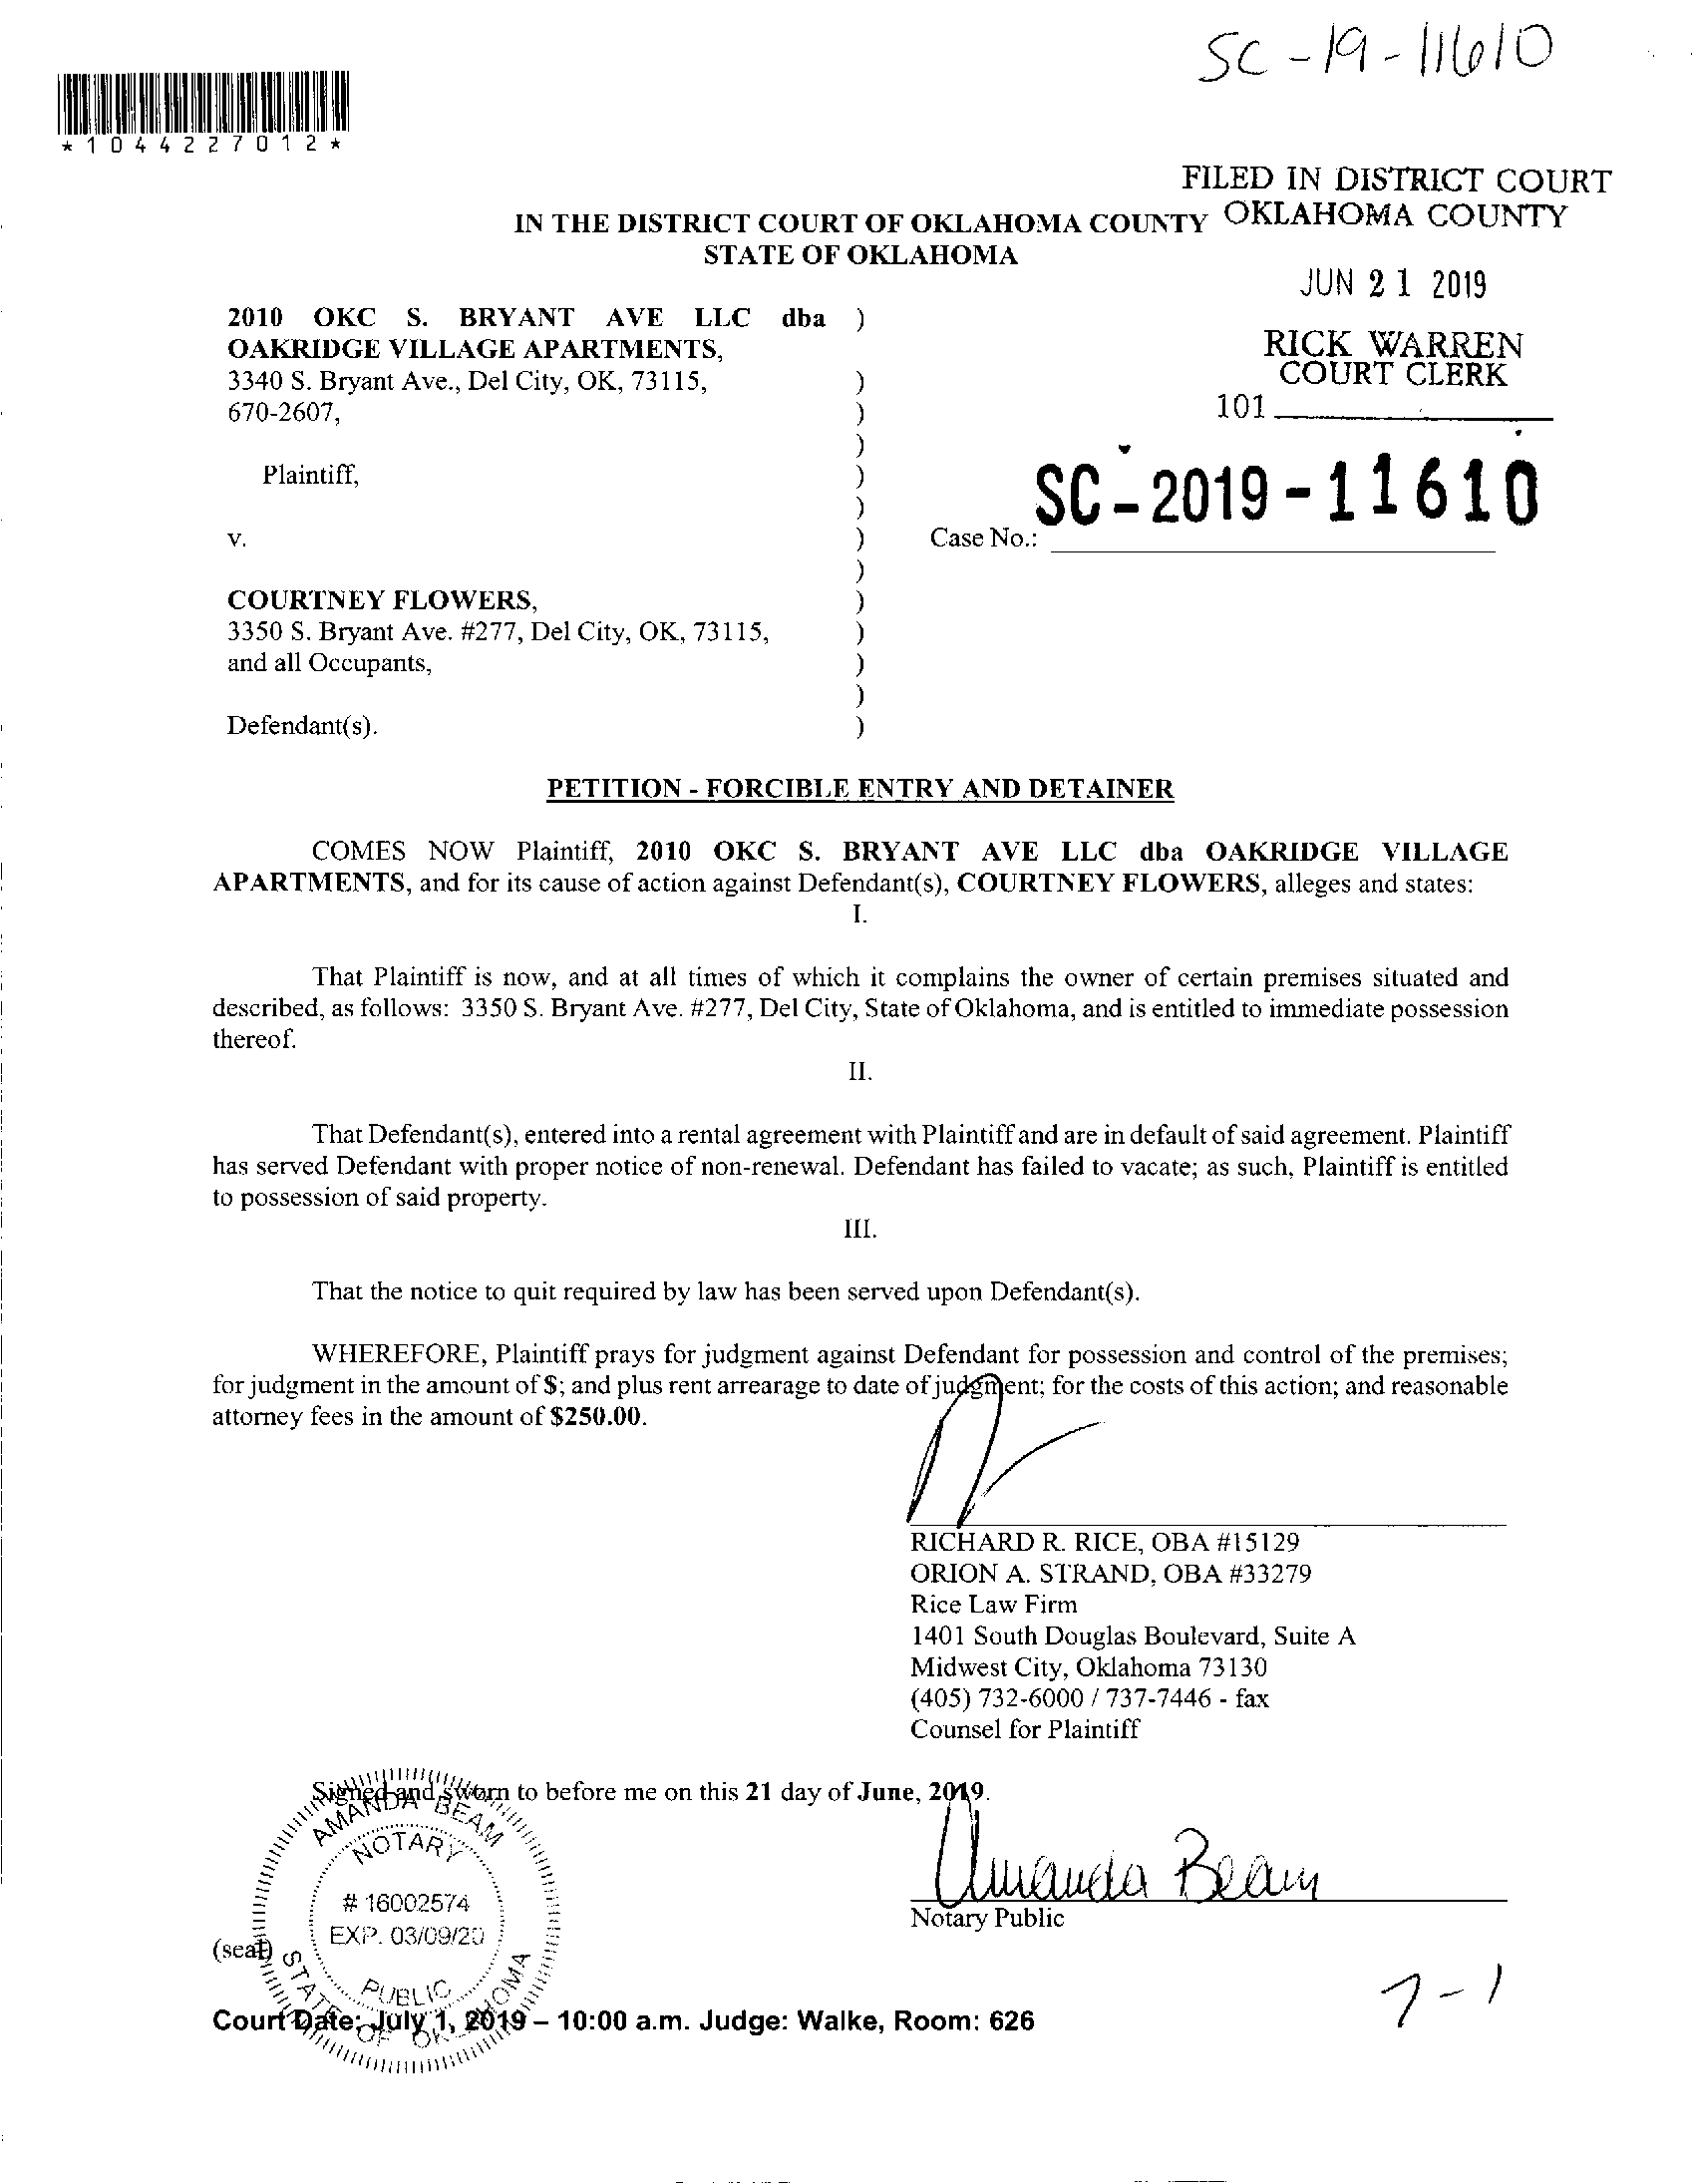 SC-19-11610
*1044227012*
FILED IN DISTRICT COURT
OKLAHOMA COUNTY
IN THE DISTRICT COURT OF OKLAHOMA COUNTY
STATE OF OKLAHOMA
JUN 21 2019
RICK WARREN
COURT CLERK
101
2010 OKC S. BRYANT AVE LLC dba )
OAKRIDGE VILLAGE APARTMENTS,
3340 S. Bryant Ave., Del City, OK, 73115, )
670-2607, )
)
Plaintiff, )
)
SC-2019-11610
v. ) Case No.:
)
COURTNEY FLOWERS, )
3350 S. Bryant Ave. #277, Del City, OK, 73115, )
and all Occupants, )
)
Defendant(s). )
PETITION - FORCIBLE ENTRY AND DETAINER
COMES NOW Plaintiff, 2010 OKC S. BRYANT AVE LLC dba OAKRIDGE VILLAGE
APARTMENTS, and for its cause of action against Defendant(s), COURTNEY FLOWERS, alleges and states:
I.
That Plaintiff is now, and at all times of which it complains the owner of certain premises situated and
described, as follows: 3350 S. Bryant Ave. #277, Del City, State of Oklahoma, and is entitled to immediate possession
thereof.
II.
That Defendant(s), entered into a rental agreement with Plaintiff and are in default of said agreement. Plaintiff
has served Defendant with proper notice of non-renewal. Defendant has failed to vacate; as such, Plaintiff is entitled
to possession of said property.
III.
That the notice to quit required by law has been served upon Defendant(s).
WHEREFORE, Plaintiff prays for judgment against Defendant for possession and control of the premises;
for judgment in the amount of $; and plus rent arrearage to date of judgment; for the costs of this action; and reasonable
attorney fees in the amount of $250.00.
RICHARD R. RICE, OBA #15129
ORION A. STRAND, OBA #33279
Rice Law Firm
1401 South Douglas Boulevard, Suite A
Midwest City, Oklahoma 73130
(405) 732-6000 / 737-7446 - fax
Counsel for Plaintiff
Signed and sworn to before me on this 21 day of June, 2019.
AMANDA BEAM
NOTARY
# 16002574
EXP. 03/09/20
PUBLIC
STATE OF OKLAHOMA
Amanda Beam
Notary Public
(seal)
7-1
Court Date: July 1, 2019 – 10:00 a.m. Judge: Walke, Room: 626